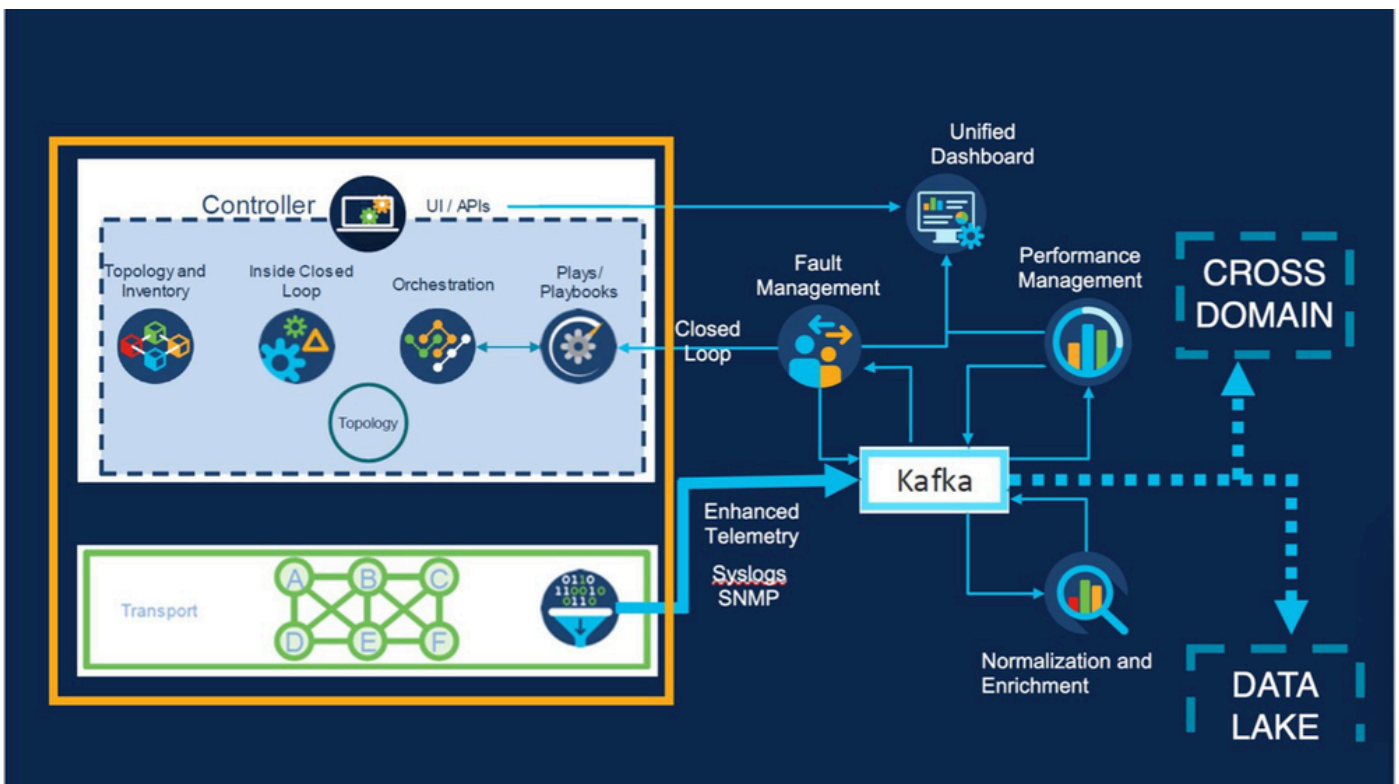 Controller
UI / APIs
Topology and
Inventory
Inside Closed
Loop
Orchestration
Plays/
Playbooks
Topology
Transport
A
B
C
D
E
F
0110
110010
0110
Enhanced
Telemetry
Syslogs
SNMP
Closed
Loop
Fault
Management
Unified
Dashboard
Performance
Management
Kafka
Normalization and
Enrichment
CROSS
DOMAIN
DATA
LAKE